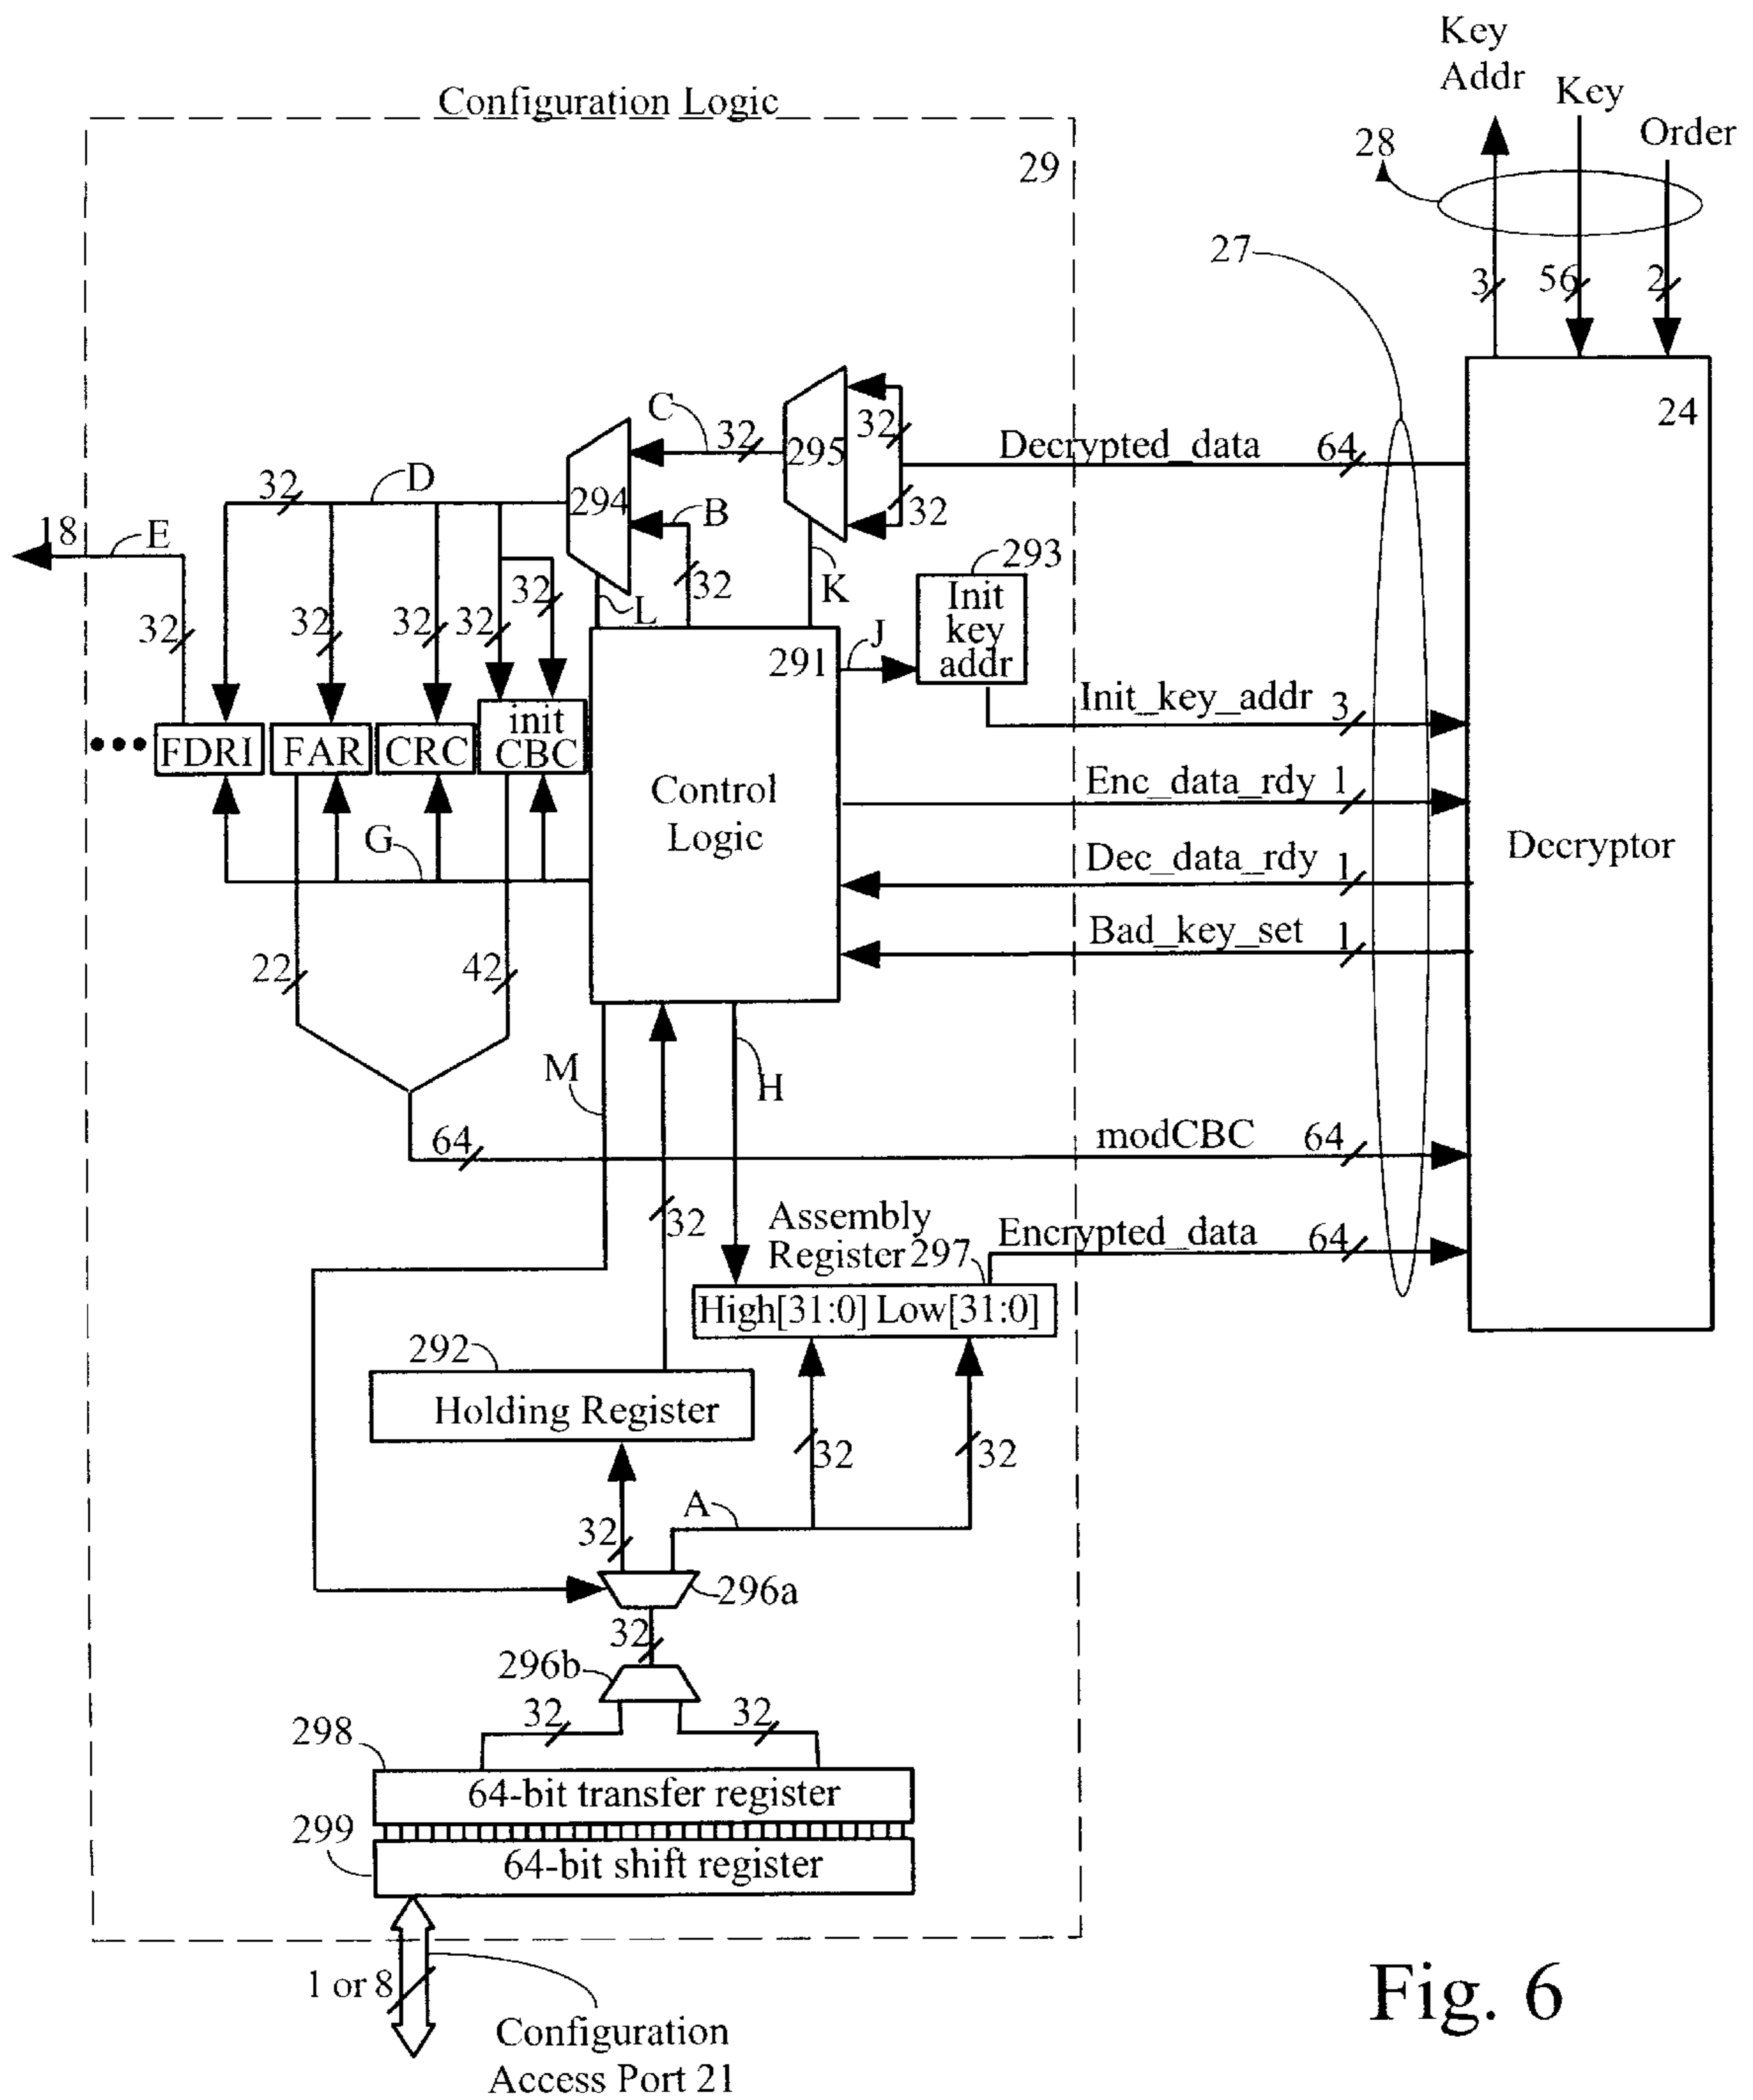 Key
Addr
Key
Order
Configuration Logic
29
28
27
3
56
2
24
C
32
295
32
Decrypted_data
64
32
D
294
B
32
18
E
293
32
K
32
L
Init
key
addr
32
32
32
32
J
291
Init_key_addr
3
init
CBC
FDRI
FAR
CRC
Control
Logic
Enc_data_rdy
1
Decryptor
G
Dec_data_rdy
1
Bad_key_set
1
22
42
M
H
64
modCBC
64
32
Assembly
Register 297
Encrypted_data
64
High[31:0] Low[31:0]
292
Holding Register
32
32
A
32
296a
32
296b
32
32
298
64-bit transfer register
299
64-bit shift register
1 or 8
Configuration
Access Port 21
Fig. 6